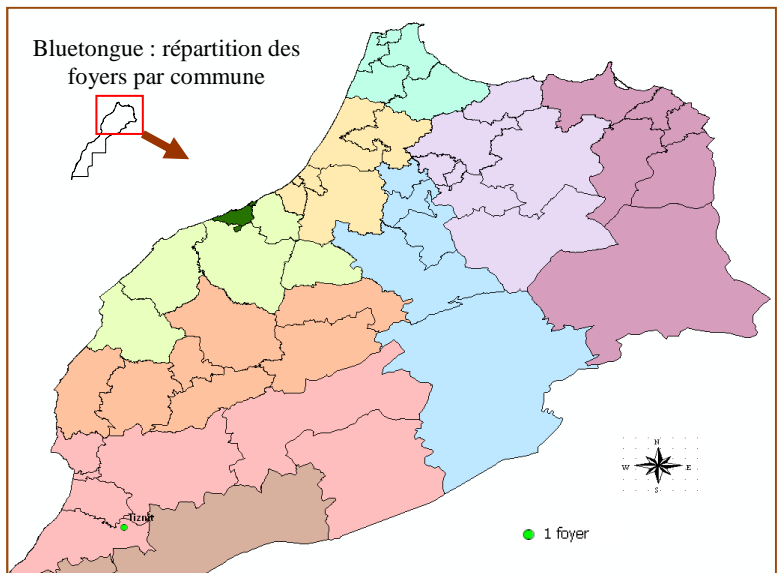 Bluetongue : répartition des
foyers par commune
N
W E
S
Tiznit
1 foyer